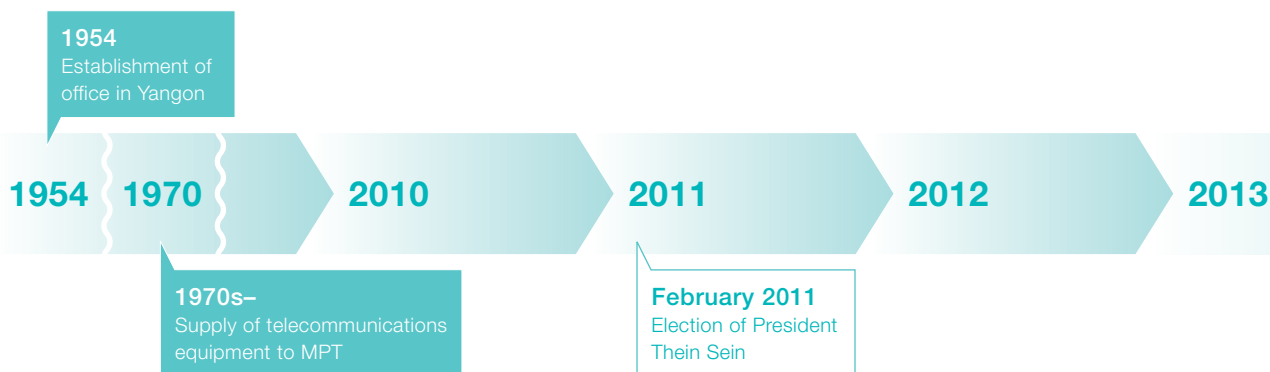 1954
Establishment of
office in Yangon
1954
1970
2010
2011
2012
2013
1970s–
Supply of telecommunications
equipment to MPT
February 2011
Election of President
Thein Sein